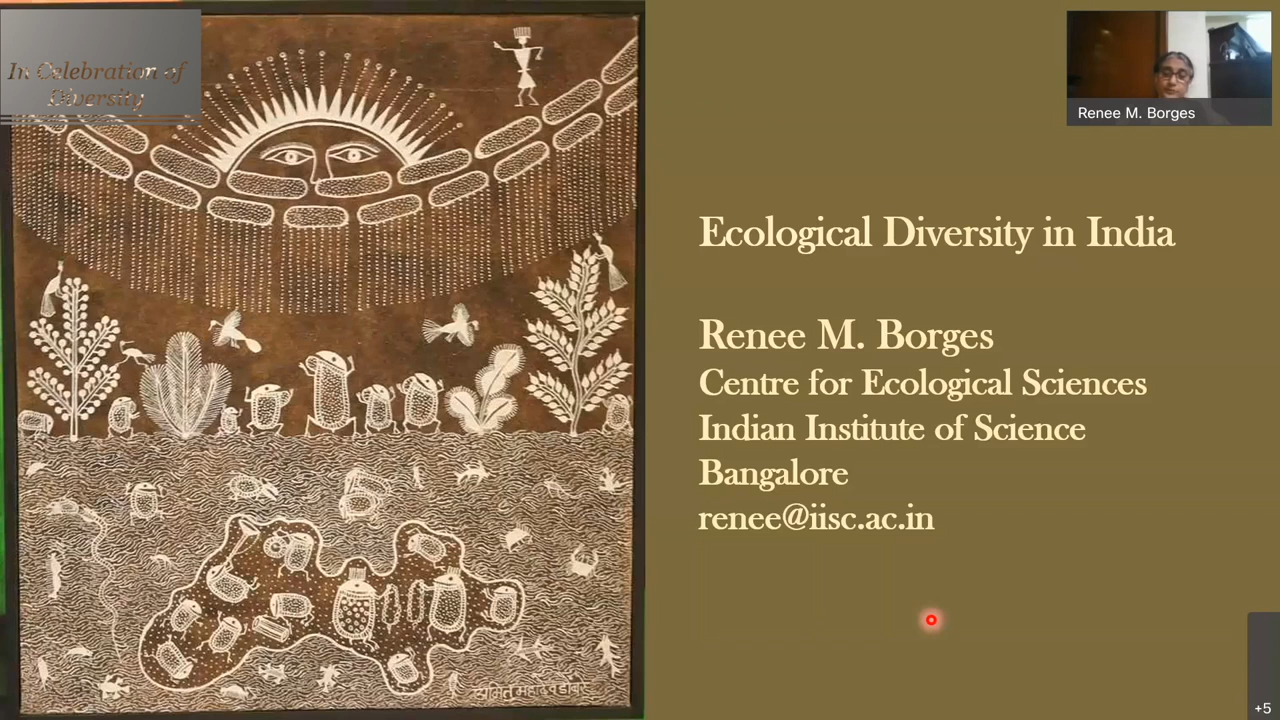 In Celebration of
Diversity
Renee M. Borges
Ecological Diversity in India
Renee M. Borges
Centre for Ecological Sciences
Indian Institute of Science
Bangalore
renee@iisc.ac.in
महादेव
+5